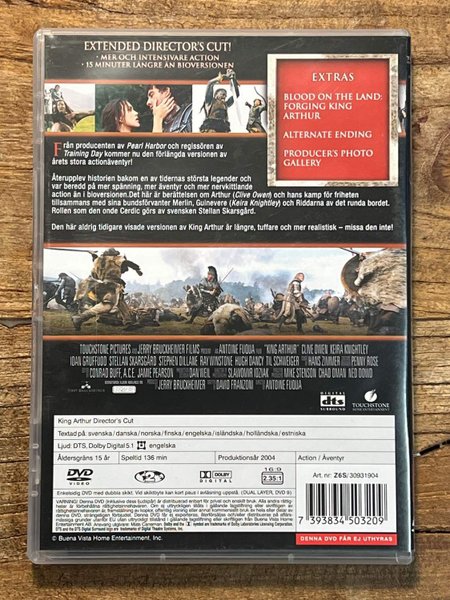 EXTENDED DIRECTOR'S CUT!
• MER OCH INTENSIVARE ACTION
• 15 MINUTER LÄNGRE ÄN BIOVERSIONEN
EXTRAS
BLOOD ON THE LAND:
FORGING KING
ARTHUR
ALTERNATE ENDING
PRODUCER'S PHOTO
GALLERY
Från producenten av Pearl Harbor och regissören av
Training Day kommer nu den förlängda versionen av
årets stora actionäventyr!
Återupplev historien bakom en av tidernas största legender och
var beredd på mer spänning, mer äventyr och mer nervkittlande
action än i bioversionen.Det här är berättelsen om Arthur (Clive Owen) och hans kamp för friheten
tillsammans med sina bundsförvanter Merlin, Guinevere (Keira Knightley) och Riddarna av det runda bordet.
Rollen som den onde Cerdic görs av svensken Stellan Skarsgård.
Den här aldrig tidigare visade versionen av King Arthur är längre, tuffare och mer realistisk – missa den inte!
TOUCHSTONE PICTURES JERRY BRUCKHEIMER FILMS ANTOINE FUQUA "KING ARTHUR" CLIVE OWEN KEIRA KNIGHTLEY
IOAN GRUFFUDD STELLAN SKARSGÅRD STEPHEN DILLANE RAY WINSTONE HUGH DANCY TIL SCHWEIGER HANS ZIMMER PENNY ROSE
CONRAD BUFF, A.C.E. JAMIE PEARSON DAN WEIL SLAWOMIR IDZIAK MIKE STENSON CHAD OMAN NED DOWD
JERRY BRUCKHEIMER DAVID FRANZONI ANTOINE FUQUA
JERRY BRUCKHEIMER
DIGITAL
dts
SURROUND
TOUCHSTONE
HOME ENTERTAINMENT
King Arthur Director's Cut
Textad på: svenska/danska/norska/finska/engelska/isländska/holländska/estniska
Ljud: DTS, Dolby Digital 5.1 engelska
Åldersgräns 15 år Speltid 136 min Produktionsår 2004 Action / Äventyr
DVD
VIDEO
2
DOLBY
DIGITAL
16:9
2.35:1
Art. nr: Z6S/30931904
7 393834 503209
Enkelsidig DVD med dubbla skikt. Vid skiktbyte kan kort paus i avläsning uppstå. (DUAL LAYER, DVD 9)
© Buena Vista Home Entertainment, Inc.
DENNA DVD FÅR EJ UTHYRAS